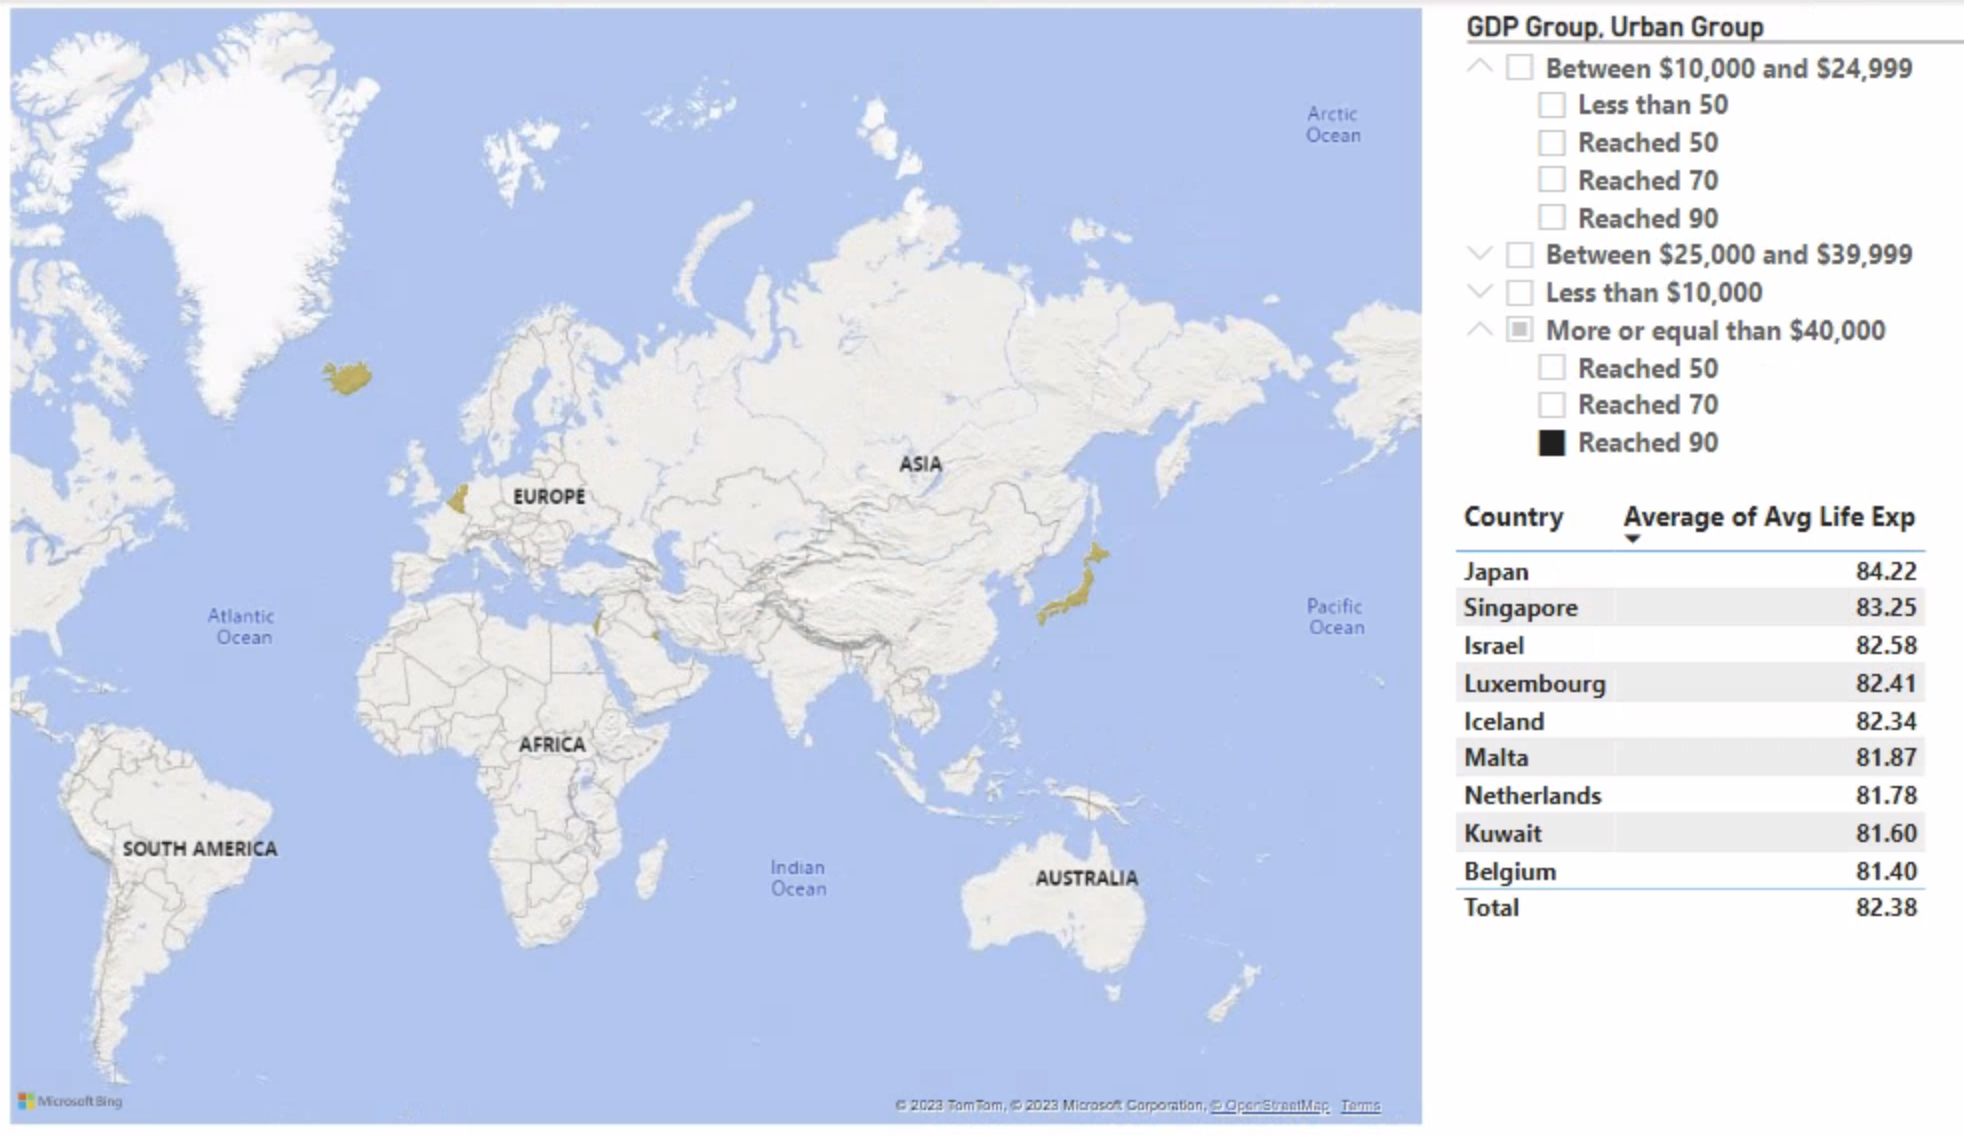 Arctic
Ocean
ASIA
EUROPE
Atlantic
Ocean
Pacific
Ocean
AFRICA
SOUTH AMERICA
Indian
Ocean
AUSTRALIA
Microsoft Bing
© 2023 TomTom, © 2023 Microsoft Corporation, © OpenStreetMap Terms
GDP Group, Urban Group
Between $10,000 and $24,999
Less than 50
Reached 50
Reached 70
Reached 90
Between $25,000 and $39,999
Less than $10,000
More or equal than $40,000
Reached 50
Reached 70
Reached 90
Country Average of Avg Life Exp
Japan 84.22
Singapore 83.25
Israel 82.58
Luxembourg 82.41
Iceland 82.34
Malta 81.87
Netherlands 81.78
Kuwait 81.60
Belgium 81.40
Total 82.38